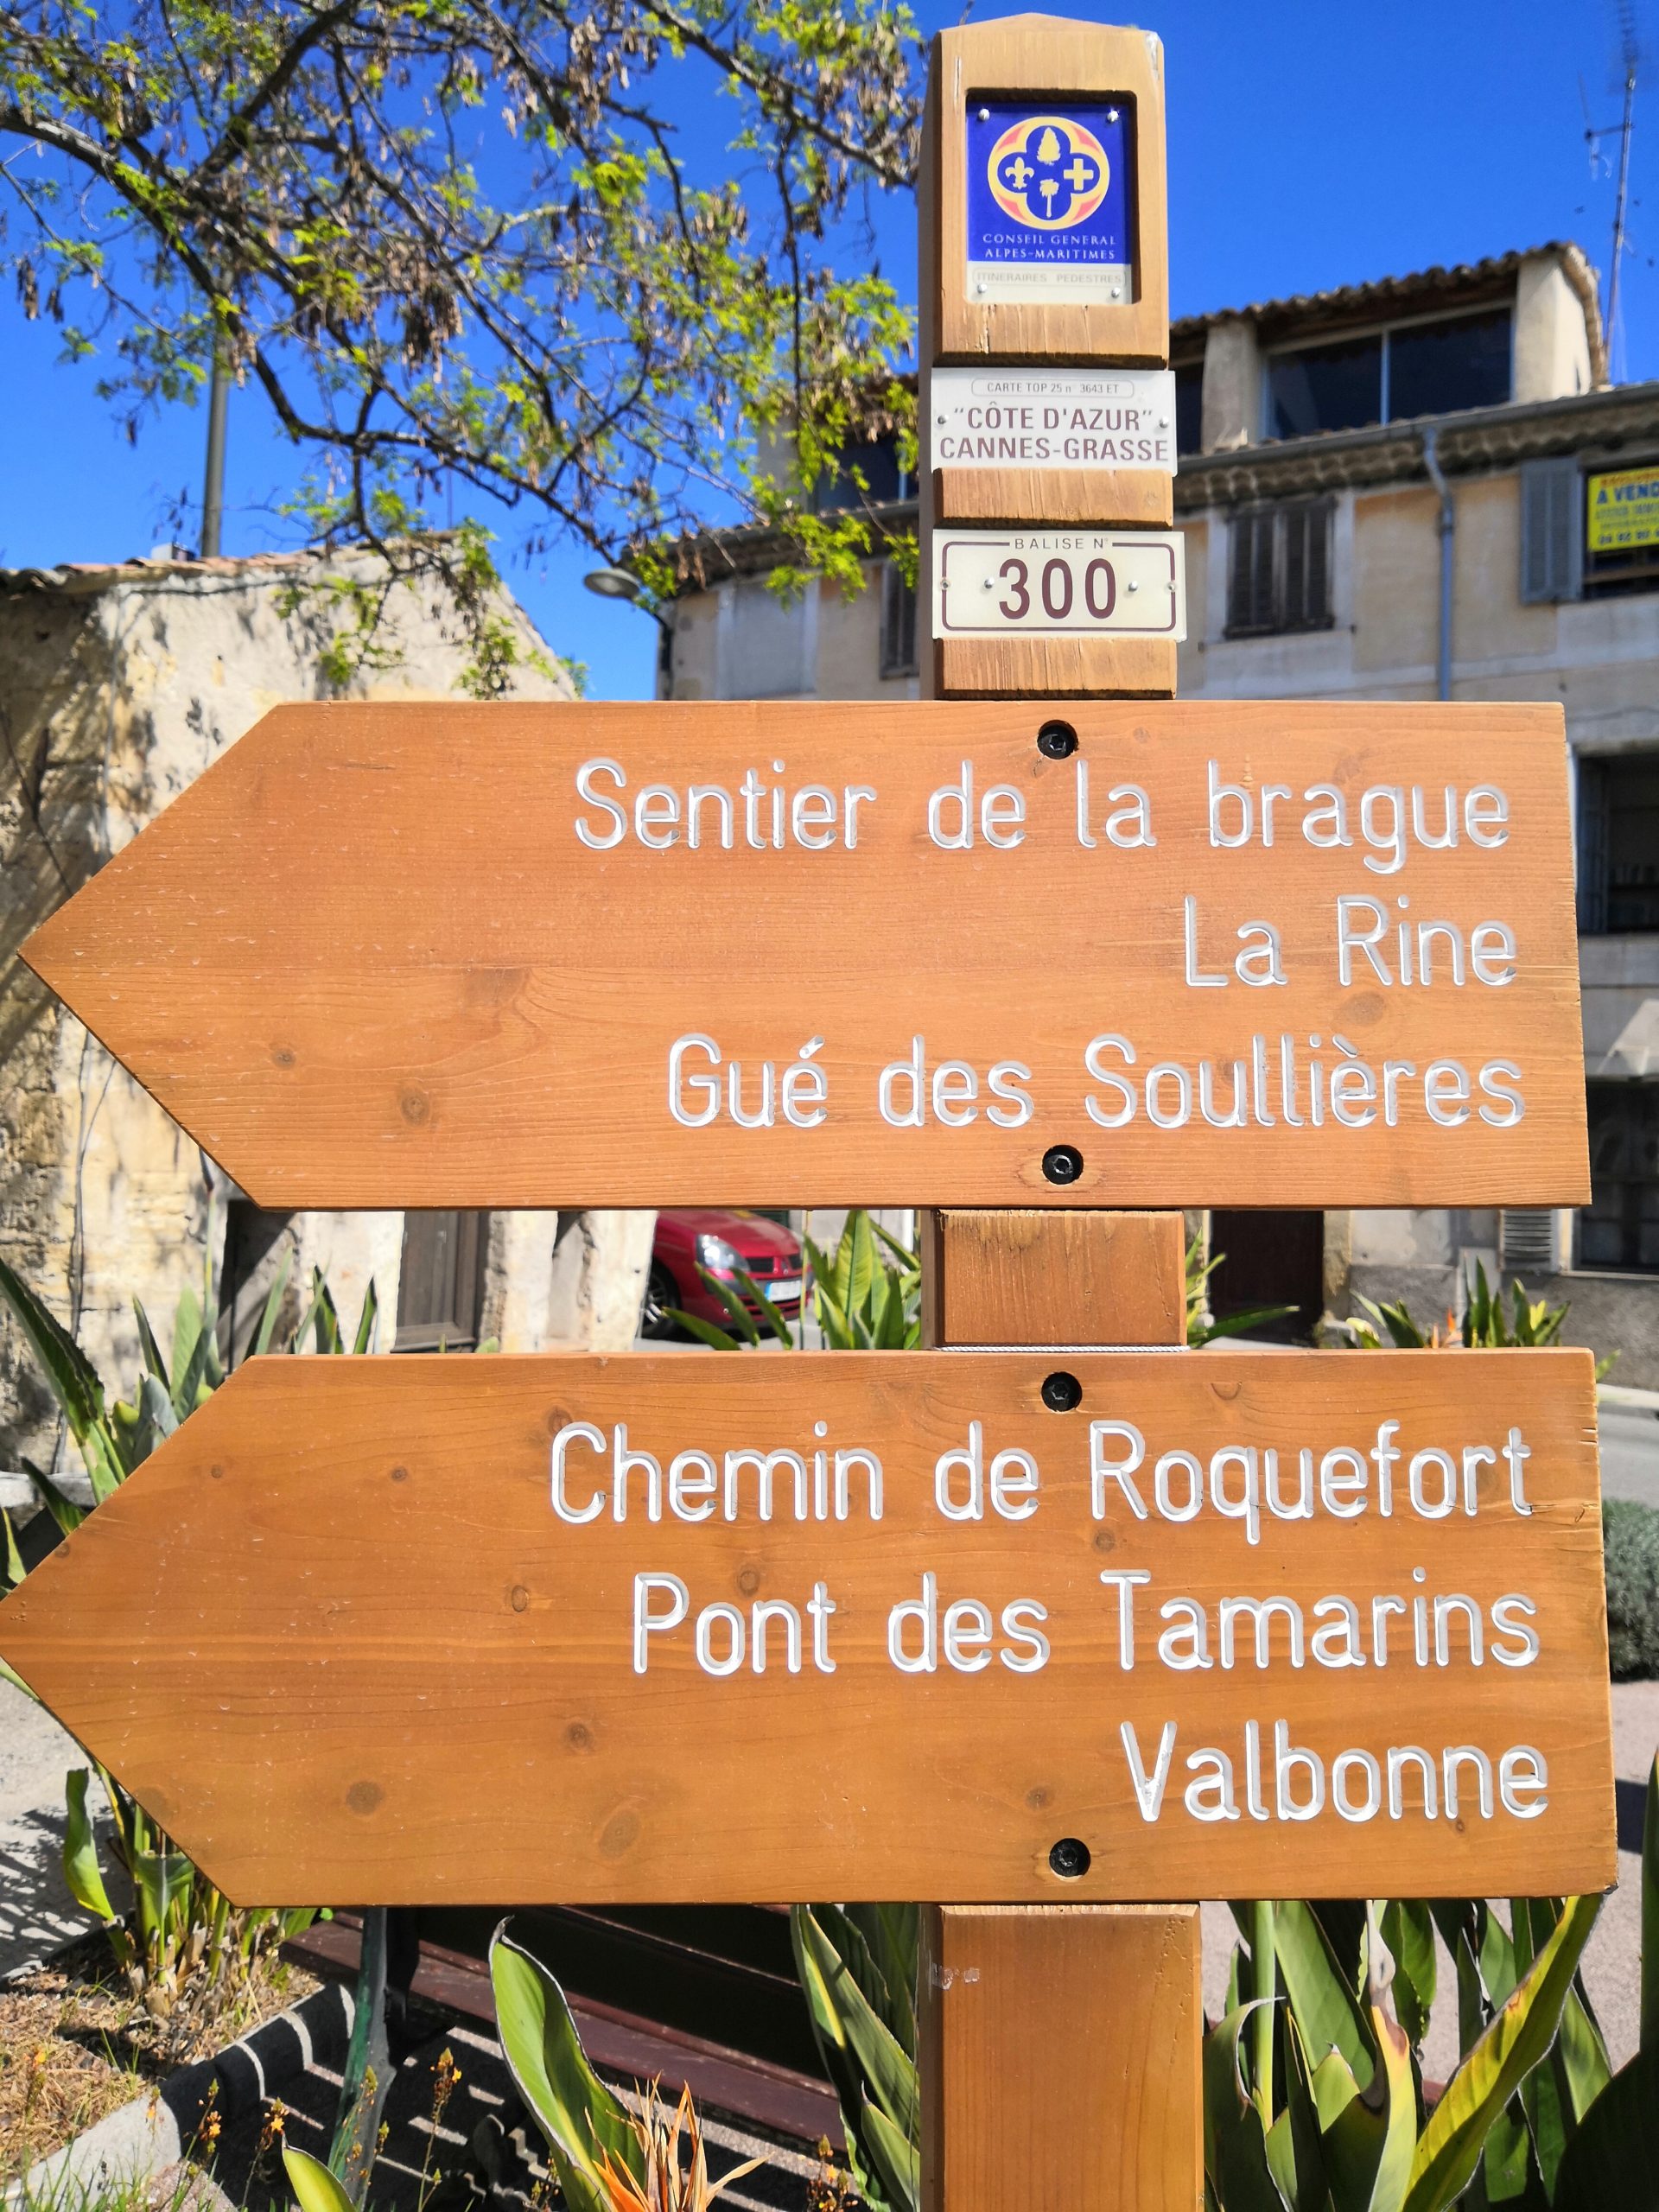 CONSEIL GENERAL
ALPES-MARITIMES
ITINERAIRES PEDESTRES
CARTE TOP 25 n° 3643 ET
"CÔTE D'AZUR"
CANNES-GRASSE
BALISE N°
300
A VEND
Sentier de la brague
La Rine
Gué des Soullières
Chemin de Roquefort
Pont des Tamarins
Valbonne